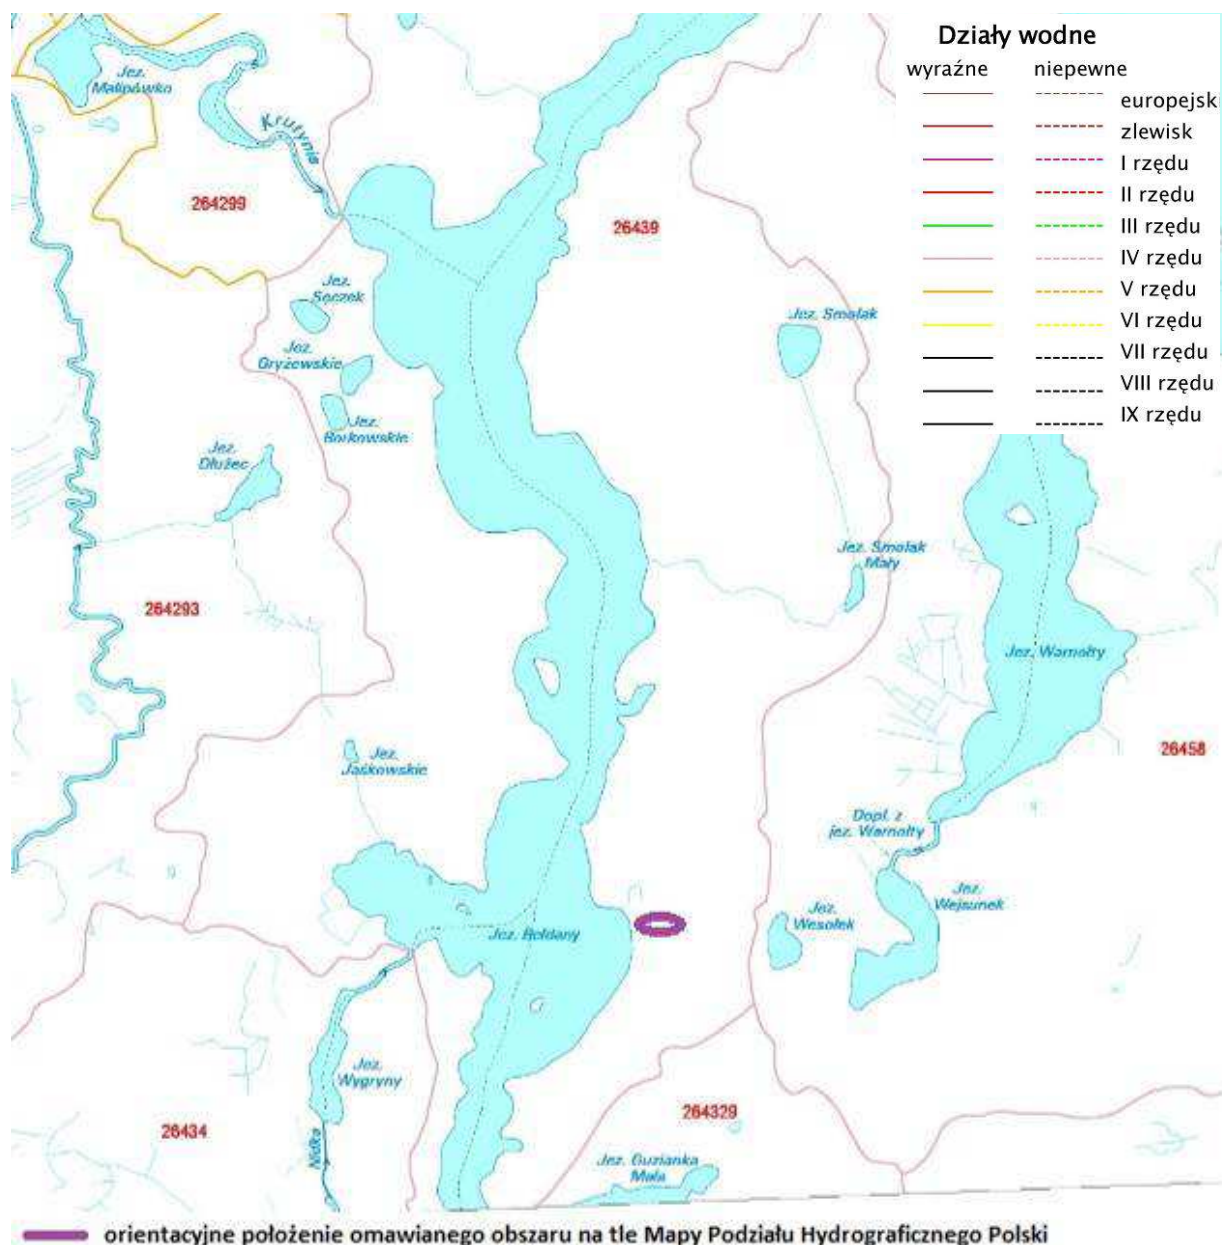 Działy wodne
wyraźne niepewne
europejsk
zlewisk
I rzędu
II rzędu
III rzędu
IV rzędu
V rzędu
VI rzędu
VII rzędu
VIII rzędu
IX rzędu
Jez.
Malinówko
Krutynia
264299
26439
Jez.
Seczek
Jez. Smolak
Jez.
Gryżewskie
Jez.
Borkowskie
Jez.
Dłużec
Jez. Smolak
Mały
264293
Jez. Warnołty
26458
Jez.
Jaśkowskie
Dopł. z
jez. Warnołty
Jez.
Wejsunek
Jez.
Wesołek
Jez. Bełdany
Jez.
Wygryny
264329
26434
Nidka
Jez. Guzianka
Mała
orientacyjne położenie omawianego obszaru na tle Mapy Podziału Hydrograficznego Polski